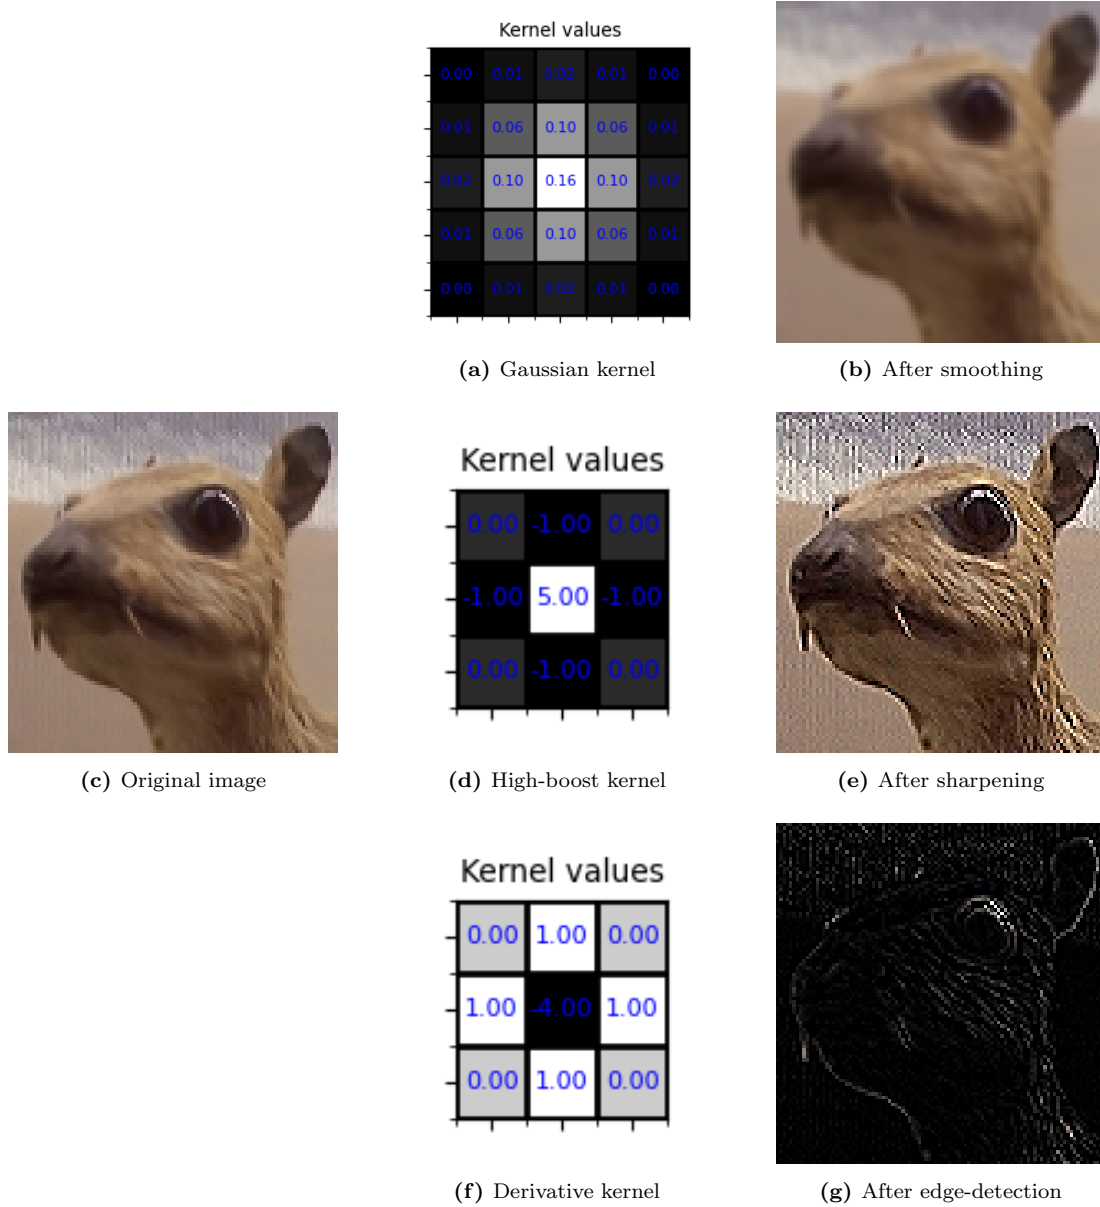 Kernel values
0.00 0.01 0.02 0.01 0.00
0.01 0.06 0.10 0.06 0.01
0.02 0.10 0.16 0.10 0.02
0.01 0.06 0.10 0.06 0.01
0.00 0.01 0.02 0.01 0.00
(a) Gaussian kernel
(b) After smoothing
Kernel values
0.00 -1.00 0.00
-1.00 5.00 -1.00
0.00 -1.00 0.00
(c) Original image
(d) High-boost kernel
(e) After sharpening
Kernel values
0.00 1.00 0.00
1.00 -4.00 1.00
0.00 1.00 0.00
(f) Derivative kernel
(g) After edge-detection